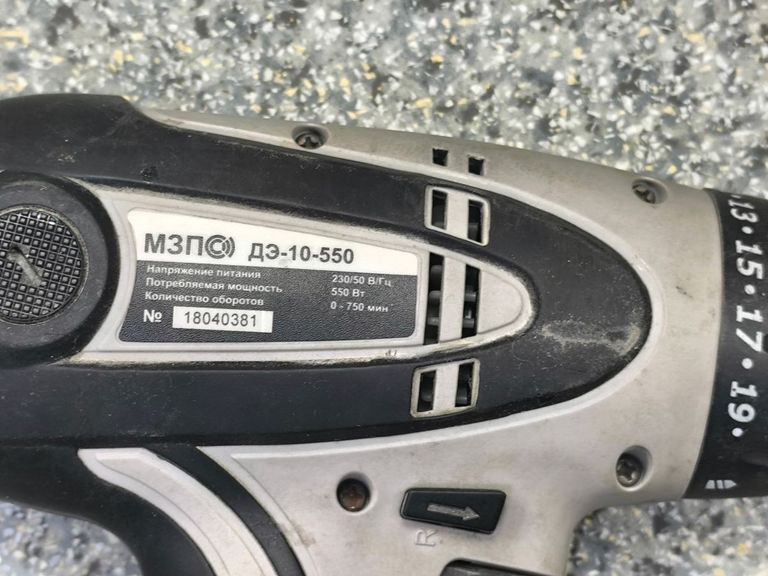 МЗПО ДЭ-10-550
Напряжение питания 230/50 В/Гц
Потребляемая мощность 550 Вт
Количество оборотов 0 - 750 мин
№ 18040381
13 • 15 • 17 • 19 •
R